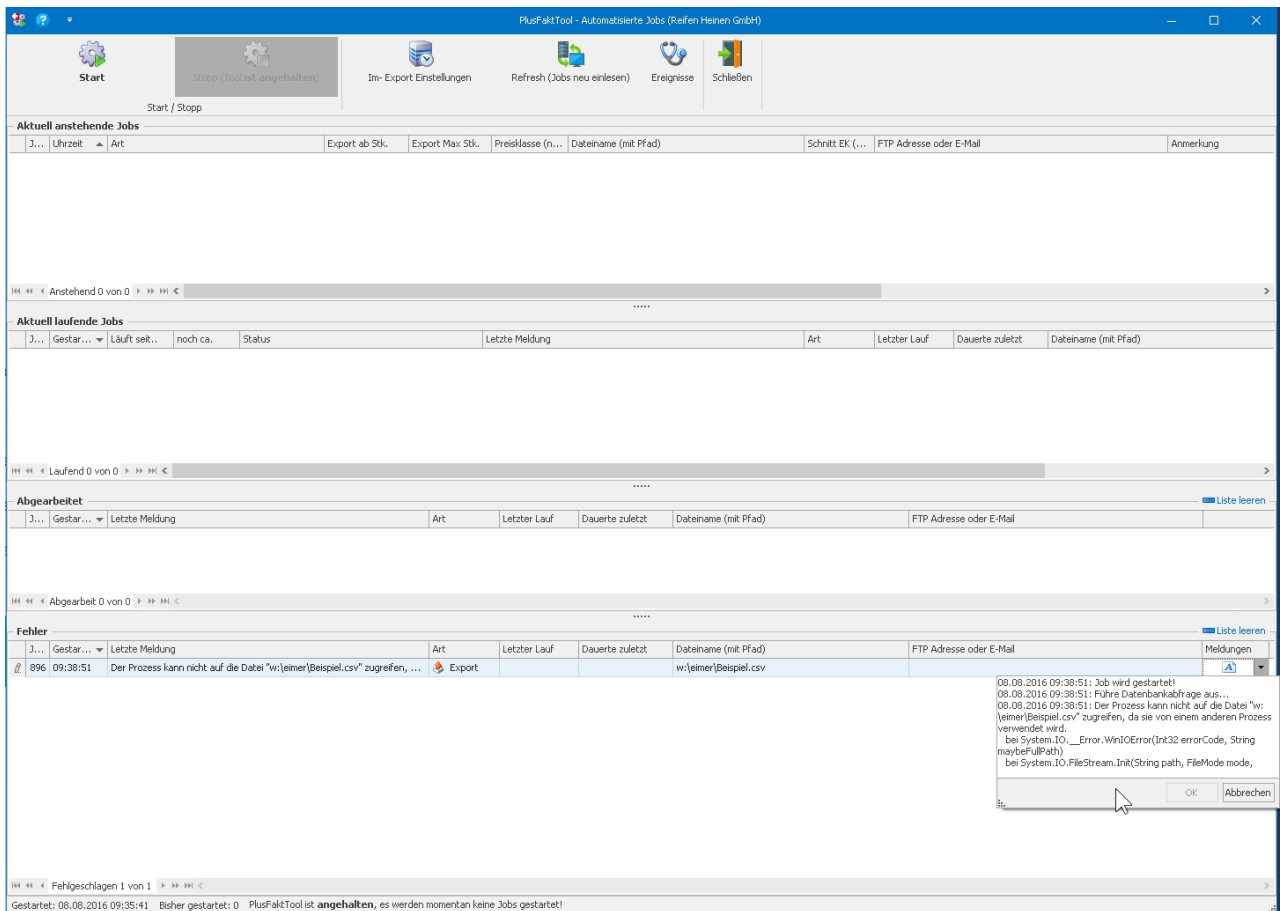 PlusFaktTool - Automatisierte Jobs (Reifen Heinen GmbH)
Start
Stopp (Tool ist angehalten)
Im- Export Einstellungen
Refresh (Jobs neu einlesen)
Ereignisse
Schließen
Start / Stopp
Aktuell anstehende Jobs
J... Uhrzeit Art Export ab Stk. Export Max Stk. Preisklasse (n... Dateiname (mit Pfad) Schnitt EK (... FTP Adresse oder E-Mail Anmerkung
Anstehend 0 von 0
Aktuell laufende Jobs
J... Gestar... Läuft seit.. noch ca. Status Letzte Meldung Art Letzter Lauf Dauerte zuletzt Dateiname (mit Pfad)
Laufend 0 von 0
Abgearbeitet Liste leeren
J... Gestar... Letzte Meldung Art Letzter Lauf Dauerte zuletzt Dateiname (mit Pfad) FTP Adresse oder E-Mail
Abgearbeit 0 von 0
Fehler Liste leeren
J... Gestar... Letzte Meldung Art Letzter Lauf Dauerte zuletzt Dateiname (mit Pfad) FTP Adresse oder E-Mail Meldungen
896 09:38:51 Der Prozess kann nicht auf die Datei "w:\eimer\Beispiel.csv" zugreifen, ... Export w:\eimer\Beispiel.csv
08.08.2016 09:38:51: Job wird gestartet!
08.08.2016 09:38:51: Führe Datenbankabfrage aus...
08.08.2016 09:38:51: Der Prozess kann nicht auf die Datei "w:
\eimer\Beispiel.csv" zugreifen, da sie von einem anderen Prozess
verwendet wird.
bei System.IO.__Error.WinIOError(Int32 errorCode, String
maybeFullPath)
bei System.IO.FileStream.Init(String path, FileMode mode,
OK Abbrechen
Fehlgeschlagen 1 von 1
Gestartet: 08.08.2016 09:35:41 Bisher gestartet: 0 PlusFaktTool ist angehalten, es werden momentan keine Jobs gestartet!